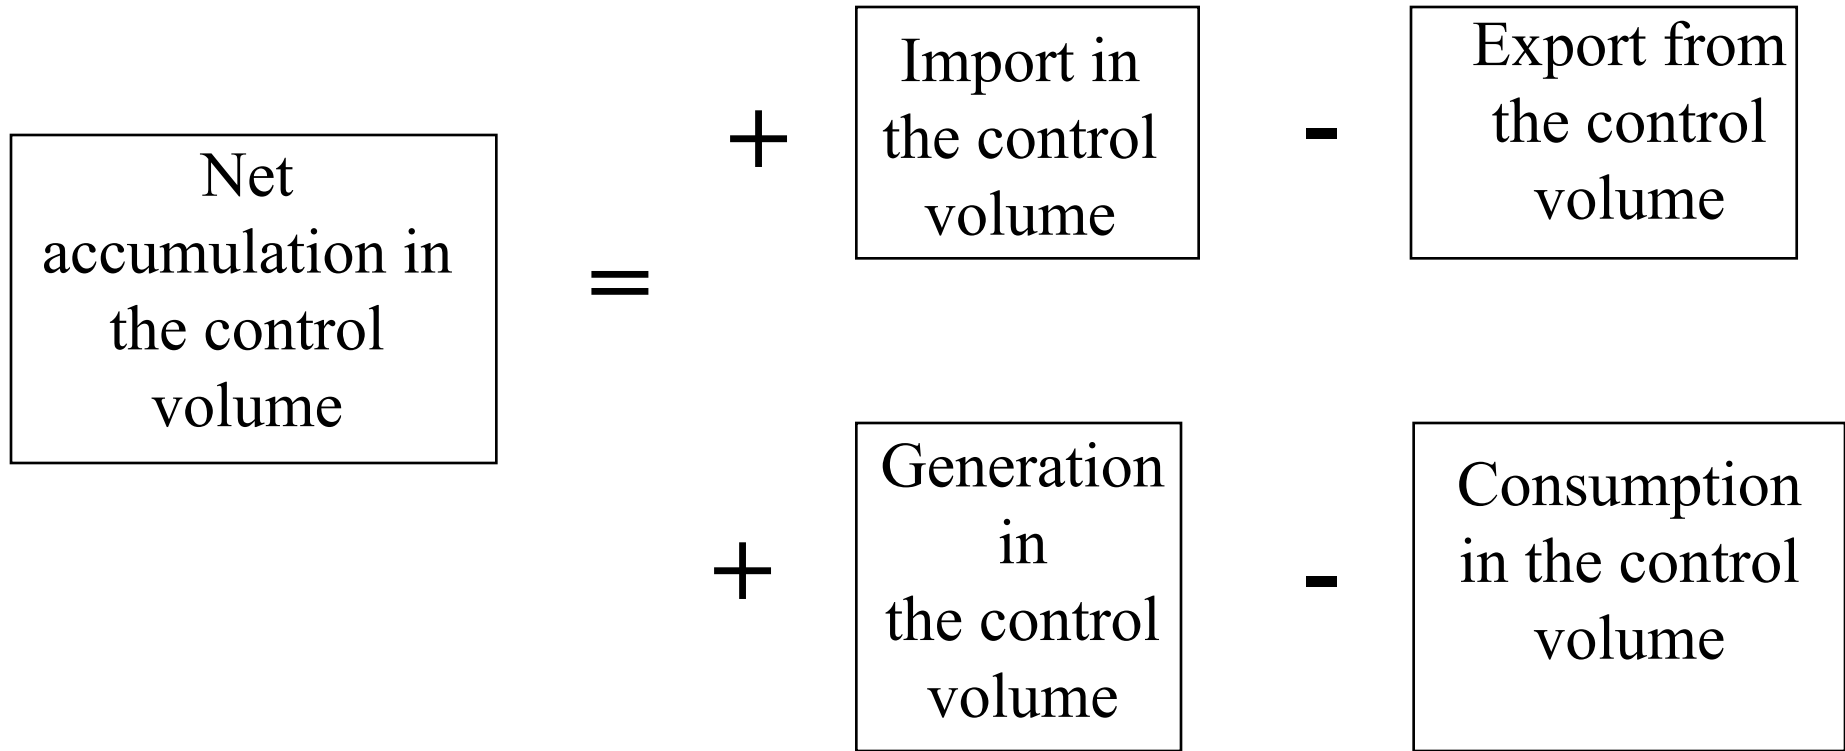 Net
accumulation in
the control
volume
=
+
Import in
the control
volume
-
Export from
the control
volume
+
Generation
in
the control
volume
-
Consumption
in the control
volume